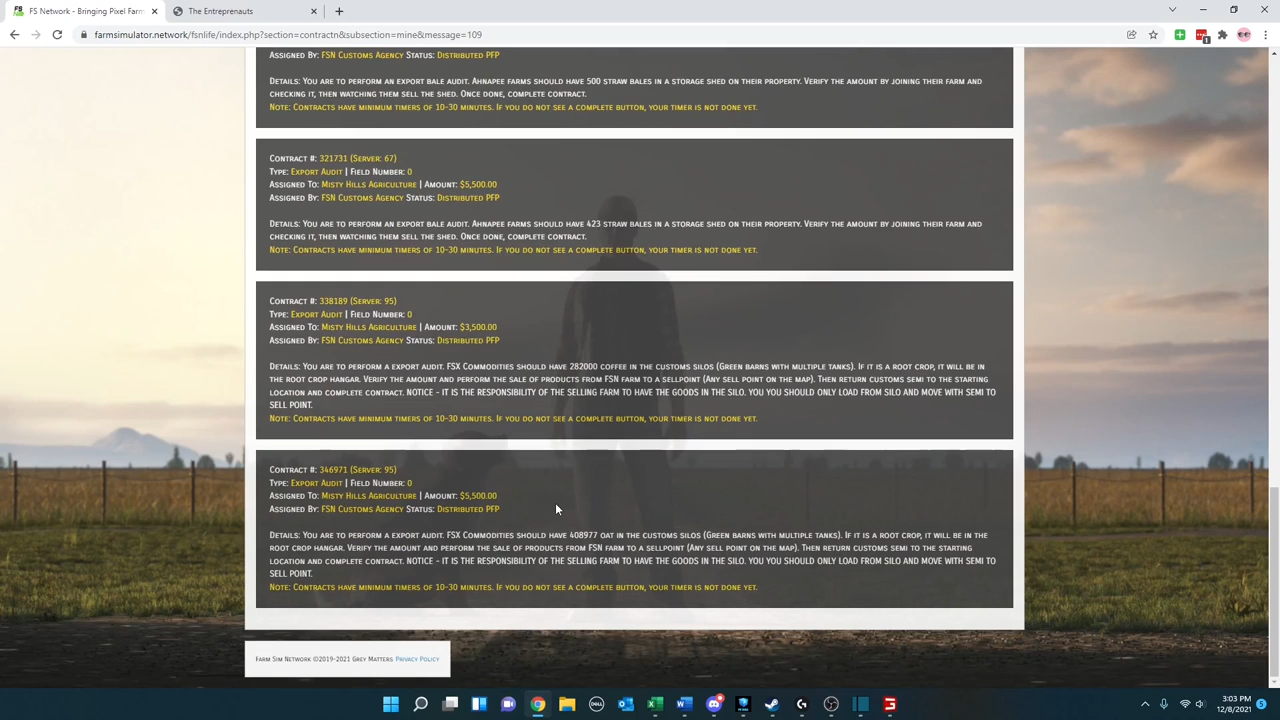 FS Network - Bringing Pixel Far
The Entrepreneurs
farmsimulator.network/fsnlife/index.php?section=contractn&subsection=mine&message=109
Assigned By: FSN Customs Agency Status: Distributed PFP
Details: You are to perform an export bale audit. Ahnapee farms should have 500 straw bales in a storage shed on their property. Verify the amount by joining their farm and
checking it, then watching them sell the shed. Once done, complete contract.
Note: Contracts have minimum timers of 10-30 minutes. If you do not see a complete button, your timer is not done yet.
Contract #: 321731 (Server: 67)
Type: Export Audit | Field Number: 0
Assigned To: Misty Hills Agriculture | Amount: $5,500.00
Assigned By: FSN Customs Agency Status: Distributed PFP
Details: You are to perform an export bale audit. Ahnapee farms should have 423 straw bales in a storage shed on their property. Verify the amount by joining their farm and
checking it, then watching them sell the shed. Once done, complete contract.
Note: Contracts have minimum timers of 10-30 minutes. If you do not see a complete button, your timer is not done yet.
Contract #: 338189 (Server: 95)
Type: Export Audit | Field Number: 0
Assigned To: Misty Hills Agriculture | Amount: $3,500.00
Assigned By: FSN Customs Agency Status: Distributed PFP
Details: You are to perform a export audit. FSX Commodities should have 282000 coffee in the customs silos (Green barns with multiple tanks). If it is a root crop, it will be in
the root crop hangar. Verify the amount and perform the sale of products from FSN farm to a sellpoint (Any sell point on the map). Then return customs semi to the starting
location and complete contract. NOTICE - IT IS THE RESPONSIBILITY OF THE SELLING FARM TO HAVE THE GOODS IN THE SILO. YOU YOU SHOULD ONLY LOAD FROM SILO AND MOVE WITH SEMI TO
SELL POINT.
Note: Contracts have minimum timers of 10-30 minutes. If you do not see a complete button, your timer is not done yet.
Contract #: 346971 (Server: 95)
Type: Export Audit | Field Number: 0
Assigned To: Misty Hills Agriculture | Amount: $5,500.00
Assigned By: FSN Customs Agency Status: Distributed PFP
Details: You are to perform a export audit. FSX Commodities should have 408977 oat in the customs silos (Green barns with multiple tanks). If it is a root crop, it will be in the
root crop hangar. Verify the amount and perform the sale of products from FSN farm to a sellpoint (Any sell point on the map). Then return customs semi to the starting
location and complete contract. NOTICE - IT IS THE RESPONSIBILITY OF THE SELLING FARM TO HAVE THE GOODS IN THE SILO. YOU YOU SHOULD ONLY LOAD FROM SILO AND MOVE WITH SEMI TO
SELL POINT.
Note: Contracts have minimum timers of 10-30 minutes. If you do not see a complete button, your timer is not done yet.
Farm Sim Network ©2019-2021 Grey Matters Privacy Policy
3:03 PM
12/8/2021